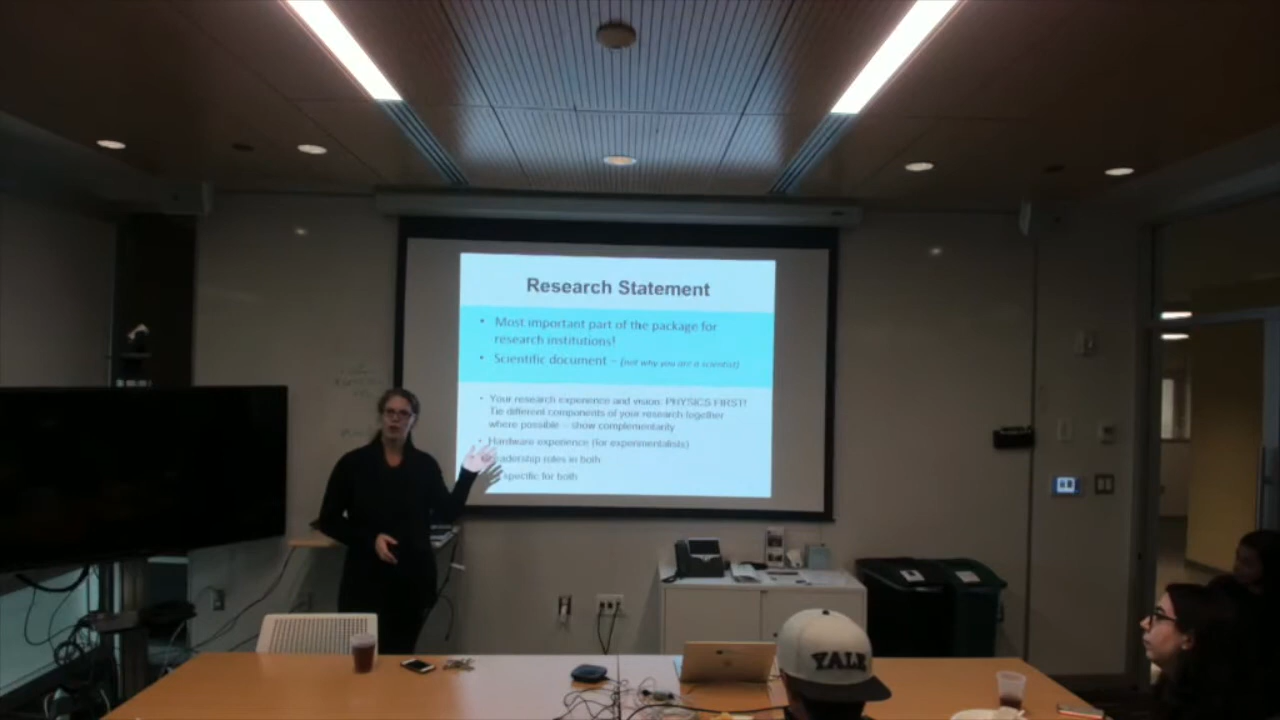 Research Statement
• Most important part of the package for
research institutions!
• Scientific document – (not why you are a scientist)
• Your research experience and vision: PHYSICS FIRST!
Tie different components of your research together
where possible – show complementarity
• Hardware experience (for experimentalists)
eadership roles in both
specific for both
YALE